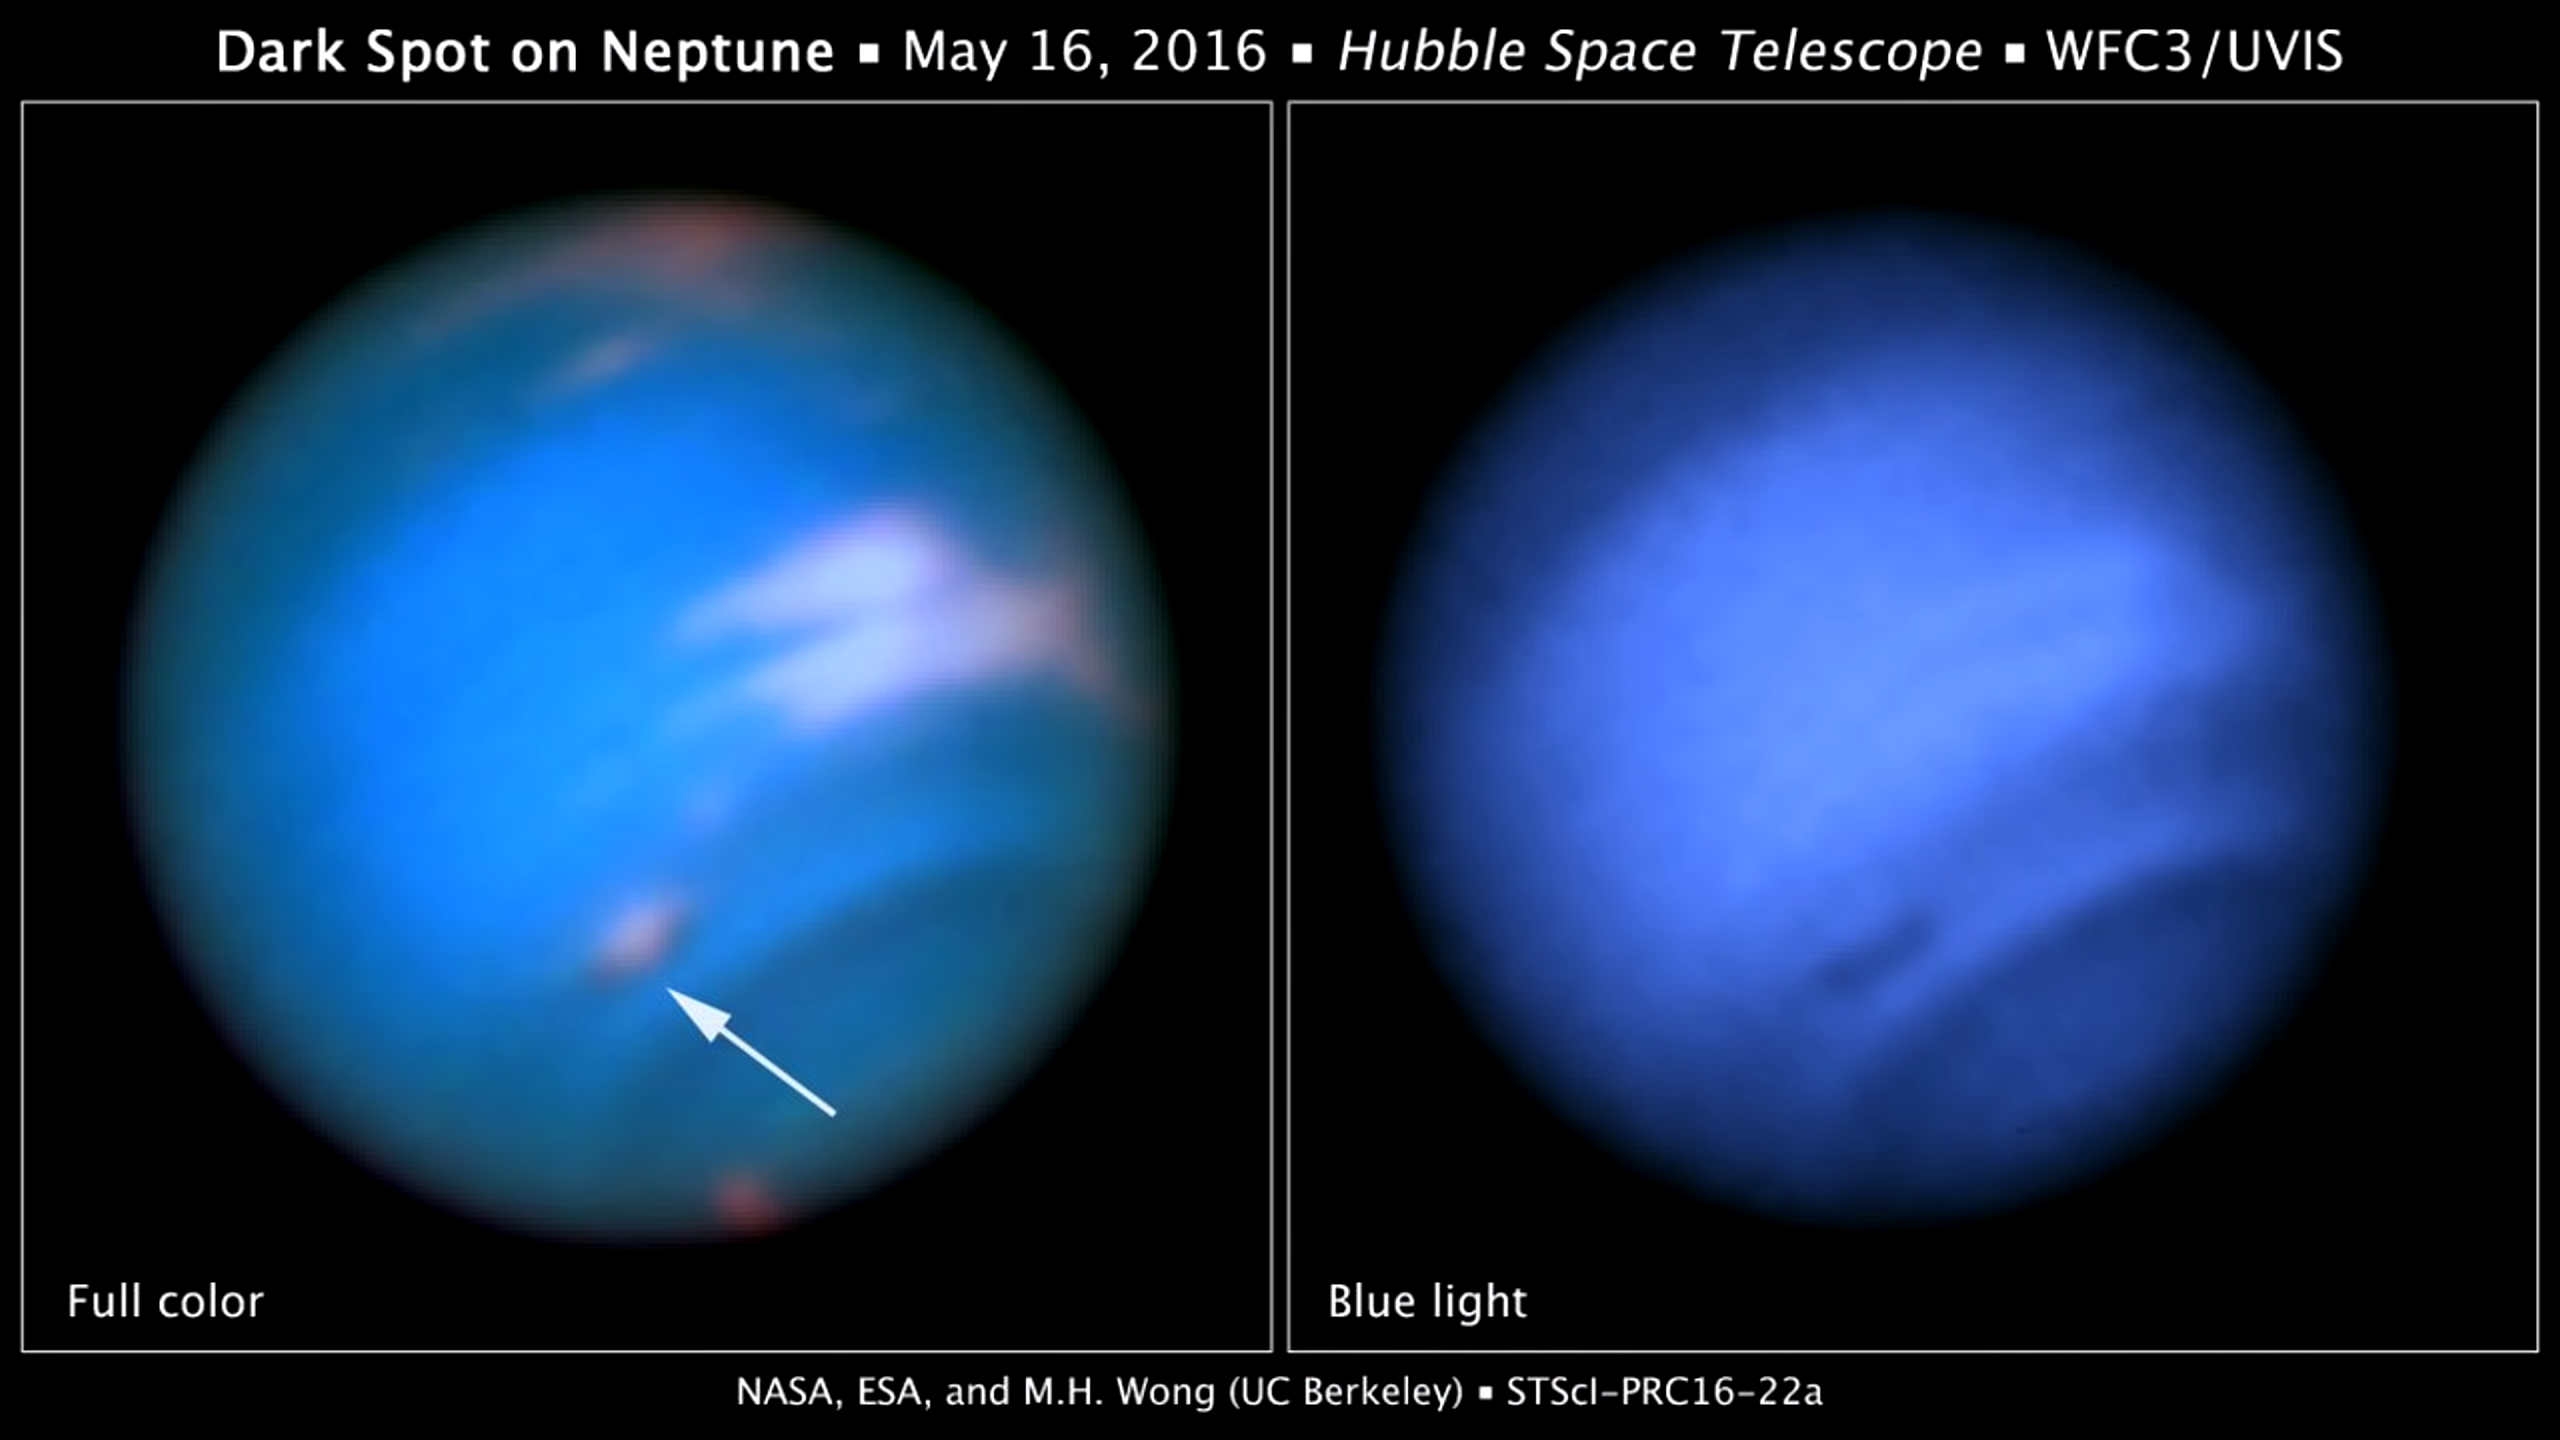 Dark Spot on Neptune ▪ May 16, 2016 ▪ Hubble Space Telescope ▪ WFC3/UVIS
Full color
Blue light
NASA, ESA, and M.H. Wong (UC Berkeley) ▪ STScI-PRC16-22a